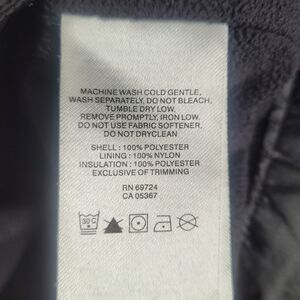 MACHINE WASH COLD GENTLE,
WASH SEPARATELY, DO NOT BLEACH,
TUMBLE DRY LOW,
REMOVE PROMPTLY, IRON LOW,
DO NOT USE FABRIC SOFTENER,
DO NOT DRYCLEAN
SHELL : 100% POLYESTER
LINING : 100% NYLON
INSULATION : 100% POLYESTER
EXCLUSIVE OF TRIMMING
RN 69724
CA 05367
30 C